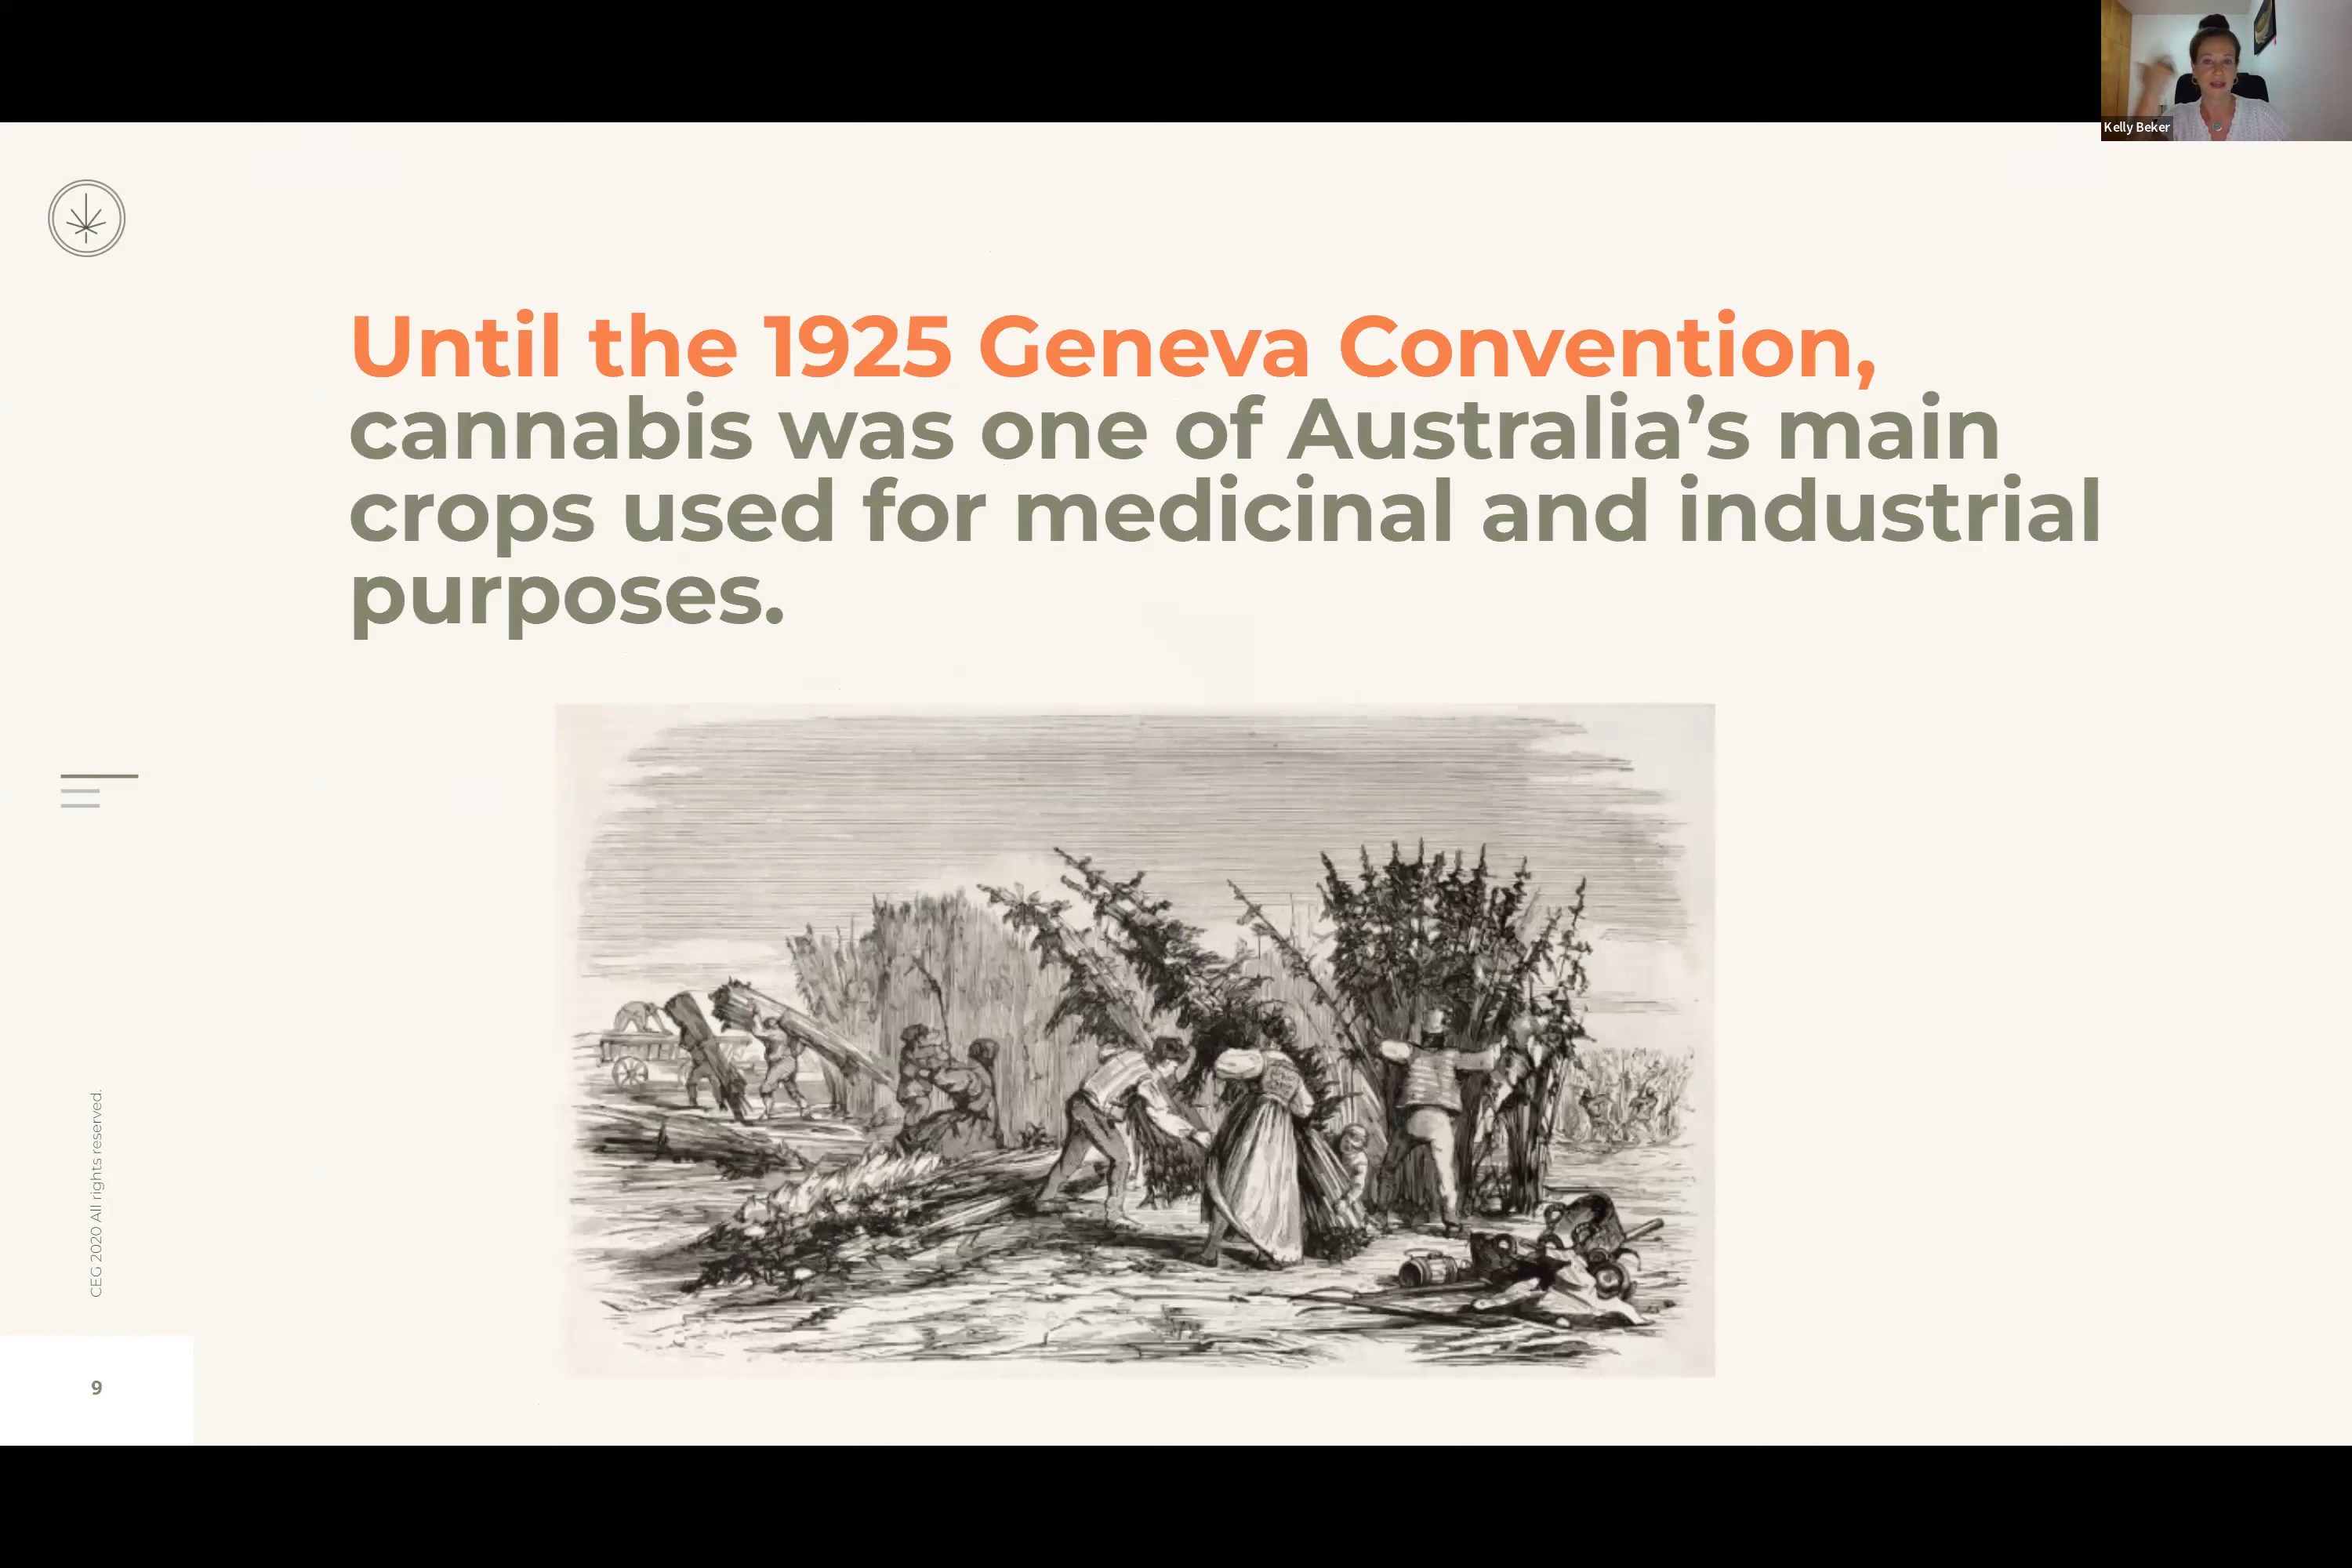 Kelly Beker
Until the 1925 Geneva Convention,
cannabis was one of Australia’s main
crops used for medicinal and industrial
purposes.
CEG 2020 All rights reserved.
9